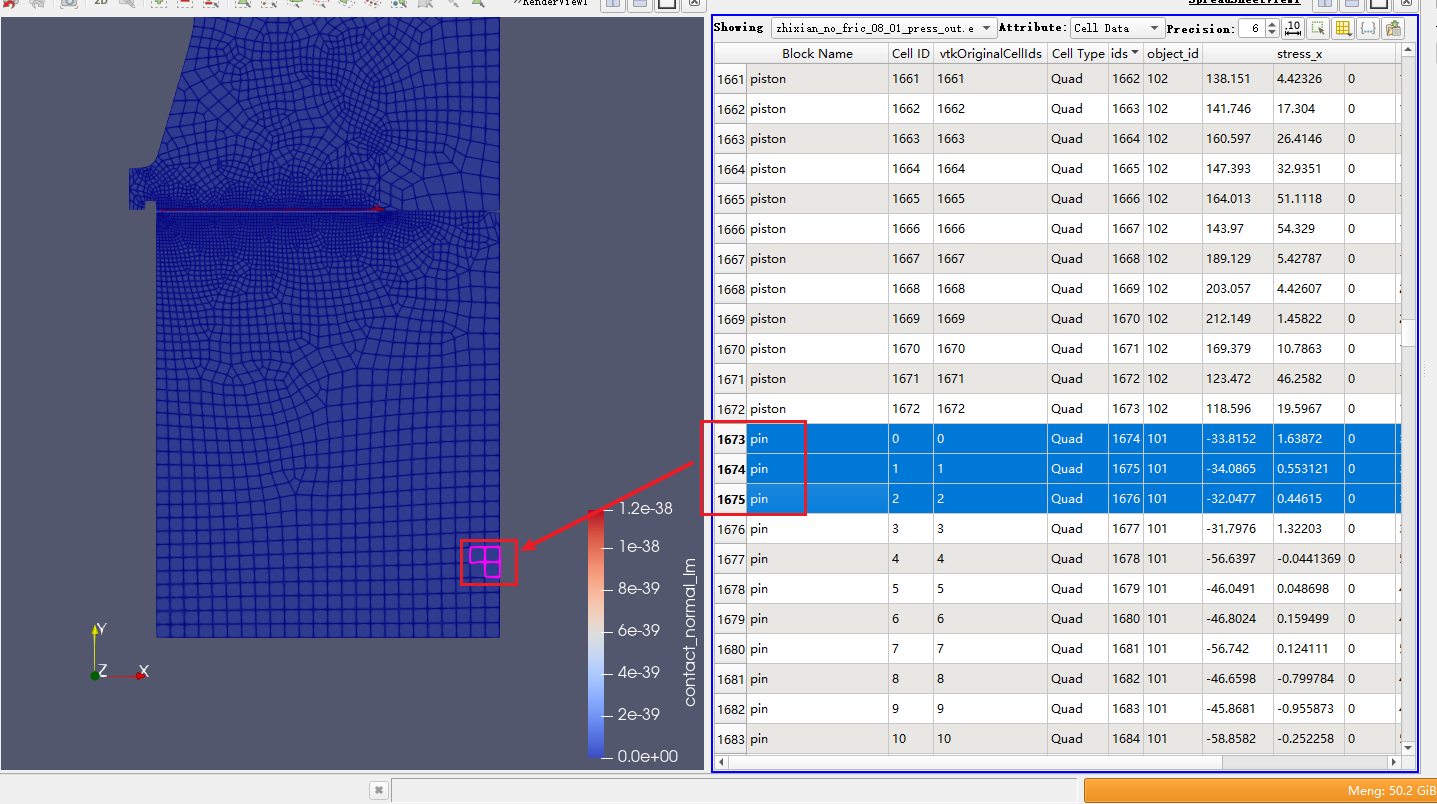 2D
RenderView1
SpreadSheetView1
Showing zhixian_no_fric_08_01_press_out.e Attribute: Cell Data Precision: 6
Block Name Cell ID vtkOriginalCellIds Cell Type ids object_id stress_x
1661 piston 1661 1661 Quad 1662 102 138.151 4.42326 0
1662 piston 1662 1662 Quad 1663 102 141.746 17.304 0
1663 piston 1663 1663 Quad 1664 102 160.597 26.4146 0
1664 piston 1664 1664 Quad 1665 102 147.393 32.9351 0
1665 piston 1665 1665 Quad 1666 102 164.013 51.1118 0
1666 piston 1666 1666 Quad 1667 102 143.97 54.329 0
1667 piston 1667 1667 Quad 1668 102 189.129 5.42787 0
1668 piston 1668 1668 Quad 1669 102 203.057 4.42607 0
1669 piston 1669 1669 Quad 1670 102 212.149 1.45822 0
1670 piston 1670 1670 Quad 1671 102 169.379 10.7863 0
1671 piston 1671 1671 Quad 1672 102 123.472 46.2582 0
1672 piston 1672 1672 Quad 1673 102 118.596 19.5967 0
1673 pin 0 0 Quad 1674 101 -33.8152 1.63872 0
1674 pin 1 1 Quad 1675 101 -34.0865 0.553121 0
1675 pin 2 2 Quad 1676 101 -32.0477 0.44615 0
1676 pin 3 3 Quad 1677 101 -31.7976 1.32203 0
1677 pin 4 4 Quad 1678 101 -56.6397 -0.0441369 0
1678 pin 5 5 Quad 1679 101 -46.0491 0.048698 0
1679 pin 6 6 Quad 1680 101 -46.8024 0.159499 0
1680 pin 7 7 Quad 1681 101 -56.742 0.124111 0
1681 pin 8 8 Quad 1682 101 -46.6598 -0.799784 0
1682 pin 9 9 Quad 1683 101 -45.8681 -0.955873 0
1683 pin 10 10 Quad 1684 101 -58.8582 -0.252258 0
1.2e-38
1e-38
8e-39
6e-39
4e-39
2e-39
0.0e+00
contact_normal_lm
Y
Z X
Meng: 50.2 GiB